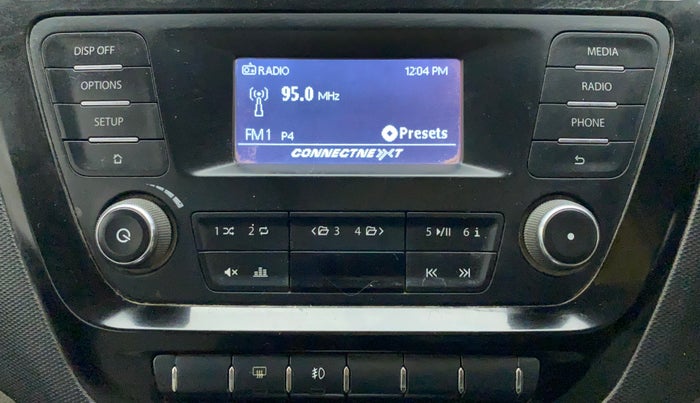 DISP OFF
OPTIONS
SETUP
RADIO 12:04 PM
95.0 MHz
FM1 P4 Presets
CONNECTNEXT
MEDIA
RADIO
PHONE
1 2 < 3 4 > 5 6 i